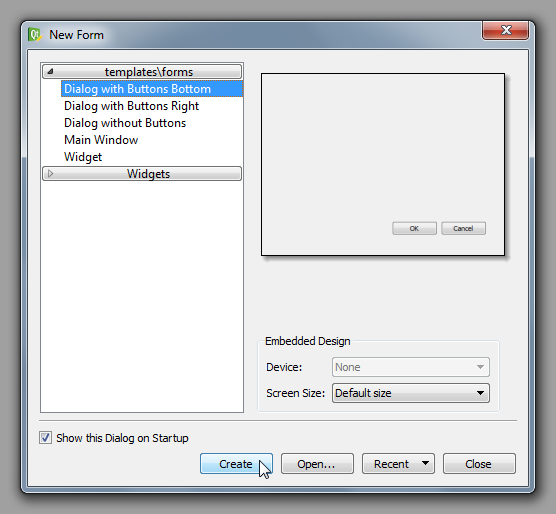 New Form
templates\forms
Dialog with Buttons Bottom
Dialog with Buttons Right
Dialog without Buttons
Main Window
Widget
Widgets
OK Cancel
Embedded Design
Device: None
Screen Size: Default size
Show this Dialog on Startup
Create Open... Recent Close